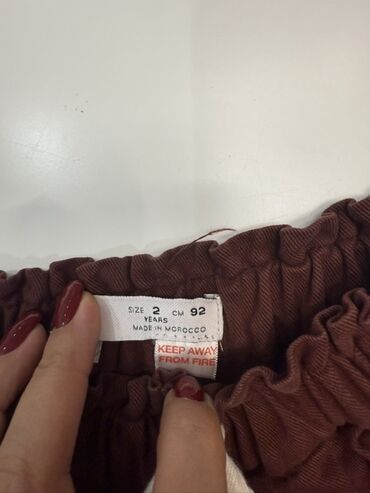 SIZE 2 CM 92
YEARS
MADE IN MOROCCO
KEEP AWAY
FROM FIRE